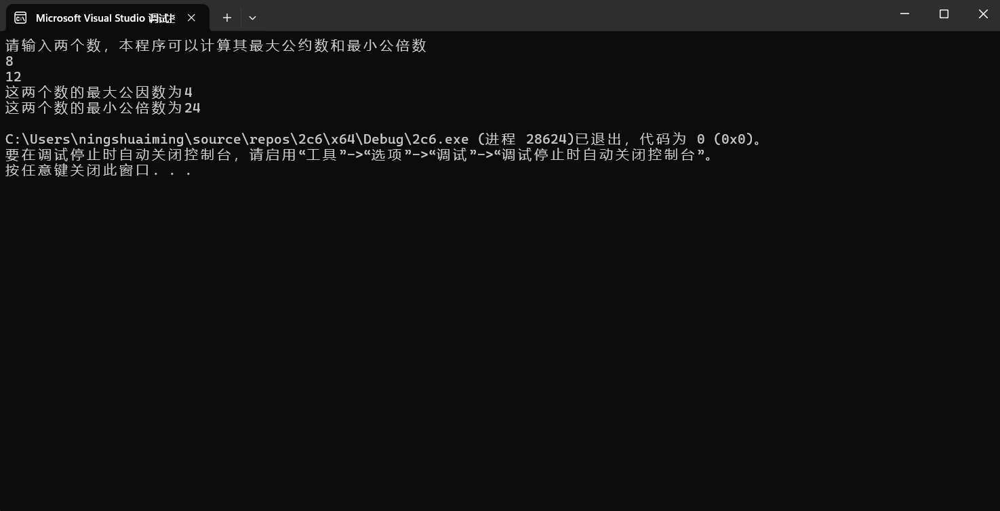 Microsoft Visual Studio 调试
请输入两个数，本程序可以计算其最大公约数和最小公倍数
8
12
这两个数的最大公因数为4
这两个数的最小公倍数为24
C:\Users\ningshuaiming\source\repos\2c6\x64\Debug\2c6.exe (进程 28624)已退出，代码为 0 (0x0)。
要在调试停止时自动关闭控制台，请启用“工具”->“选项”->“调试”->“调试停止时自动关闭控制台”。
按任意键关闭此窗口. . .